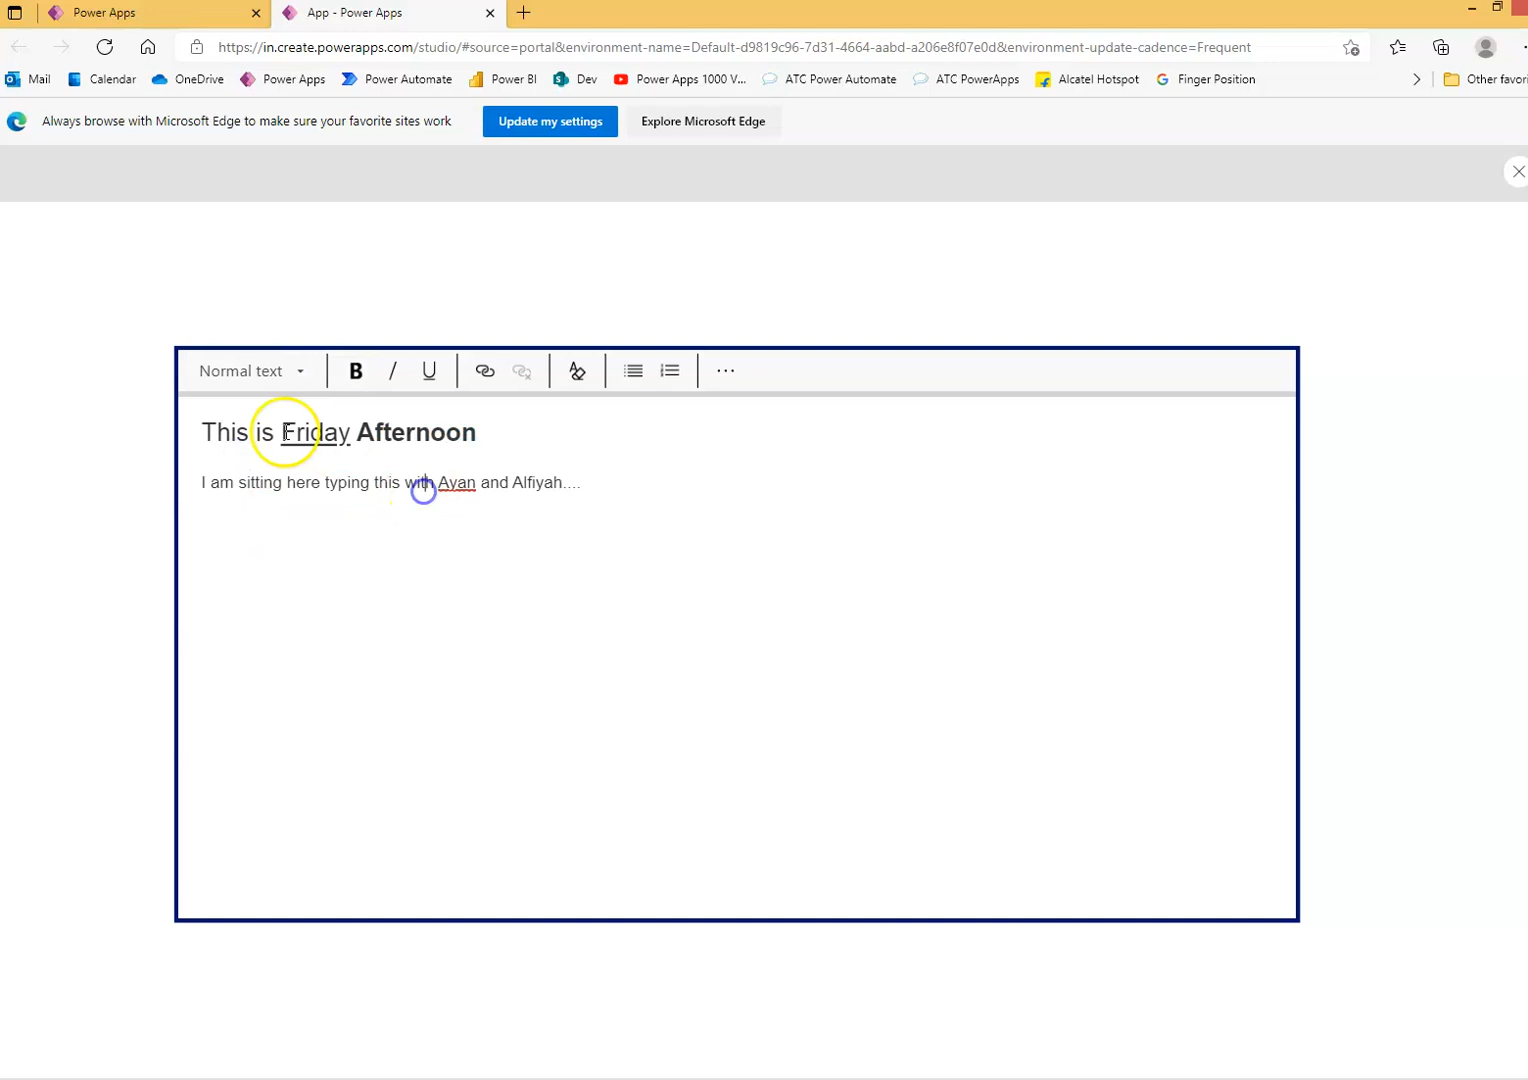 Power Apps
App - Power Apps
https://in.create.powerapps.com/studio/#source=portal&environment-name=Default-d9819c96-7d31-4664-aabd-a206e8f07e0d&environment-update-cadence=Frequent
Mail Calendar OneDrive Power Apps Power Automate Power BI Dev Power Apps 1000 V... ATC Power Automate ATC PowerApps Alcatel Hotspot Finger Position Other favori
Always browse with Microsoft Edge to make sure your favorite sites work Update my settings Explore Microsoft Edge
Normal text B / U
This is Friday Afternoon
I am sitting here typing this with Ayan and Alfiyah....